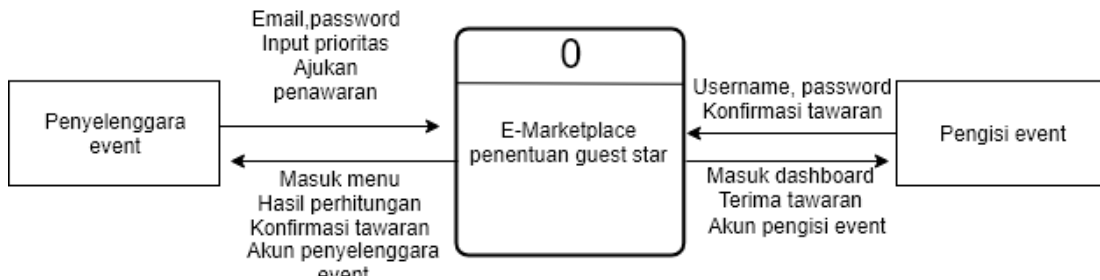 Email,password
Input prioritas
Ajukan
penawaran
Penyelenggara
event
Masuk menu
Hasil perhitungan
Konfirmasi tawaran
Akun penyelenggara
event
0
E-Marketplace
penentuan guest star
Username, password
Konfirmasi tawaran
Masuk dashboard
Terima tawaran
Akun pengisi event
Pengisi event